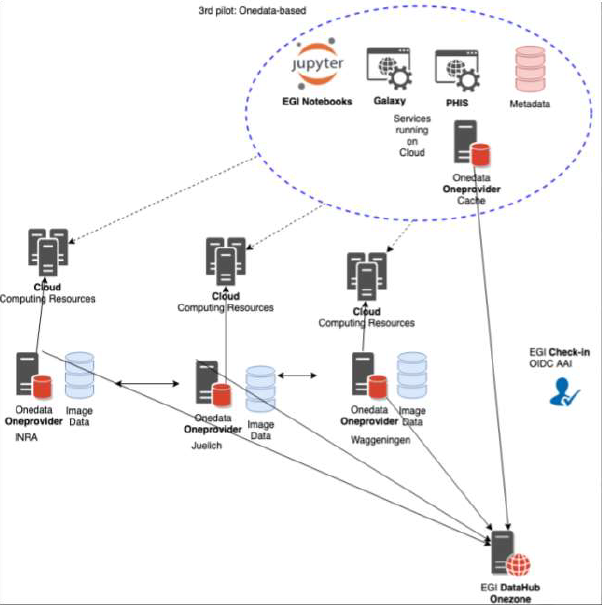 3rd pilot: Onedata-based
jupyter
EGI Notebooks
Galaxy
PHIS
Metadata
Services
running
on
Cloud
Onedata
Oneprovider
Cache
Cloud
Computing Resources
Cloud
Computing Resources
Cloud
Computing Resources
EGI Check-in
OIDC AAI
Onedata
Oneprovider
INRA
Image
Data
Onedata
Oneprovider
Juelich
Image
Data
Onedata
Oneprovider
Waggeningen
Image
Data
EGI DataHub
Onezone